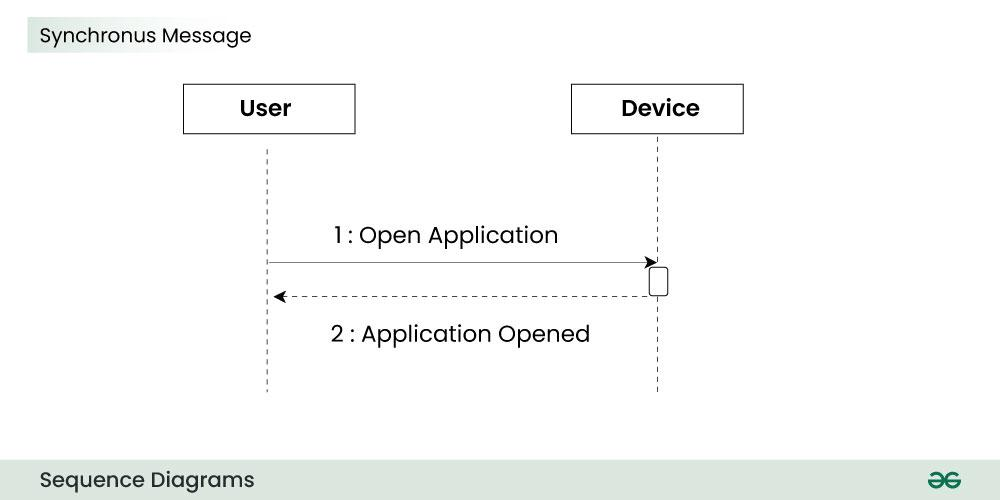 Synchronus Message
User
Device
1 : Open Application
2 : Application Opened
Sequence Diagrams